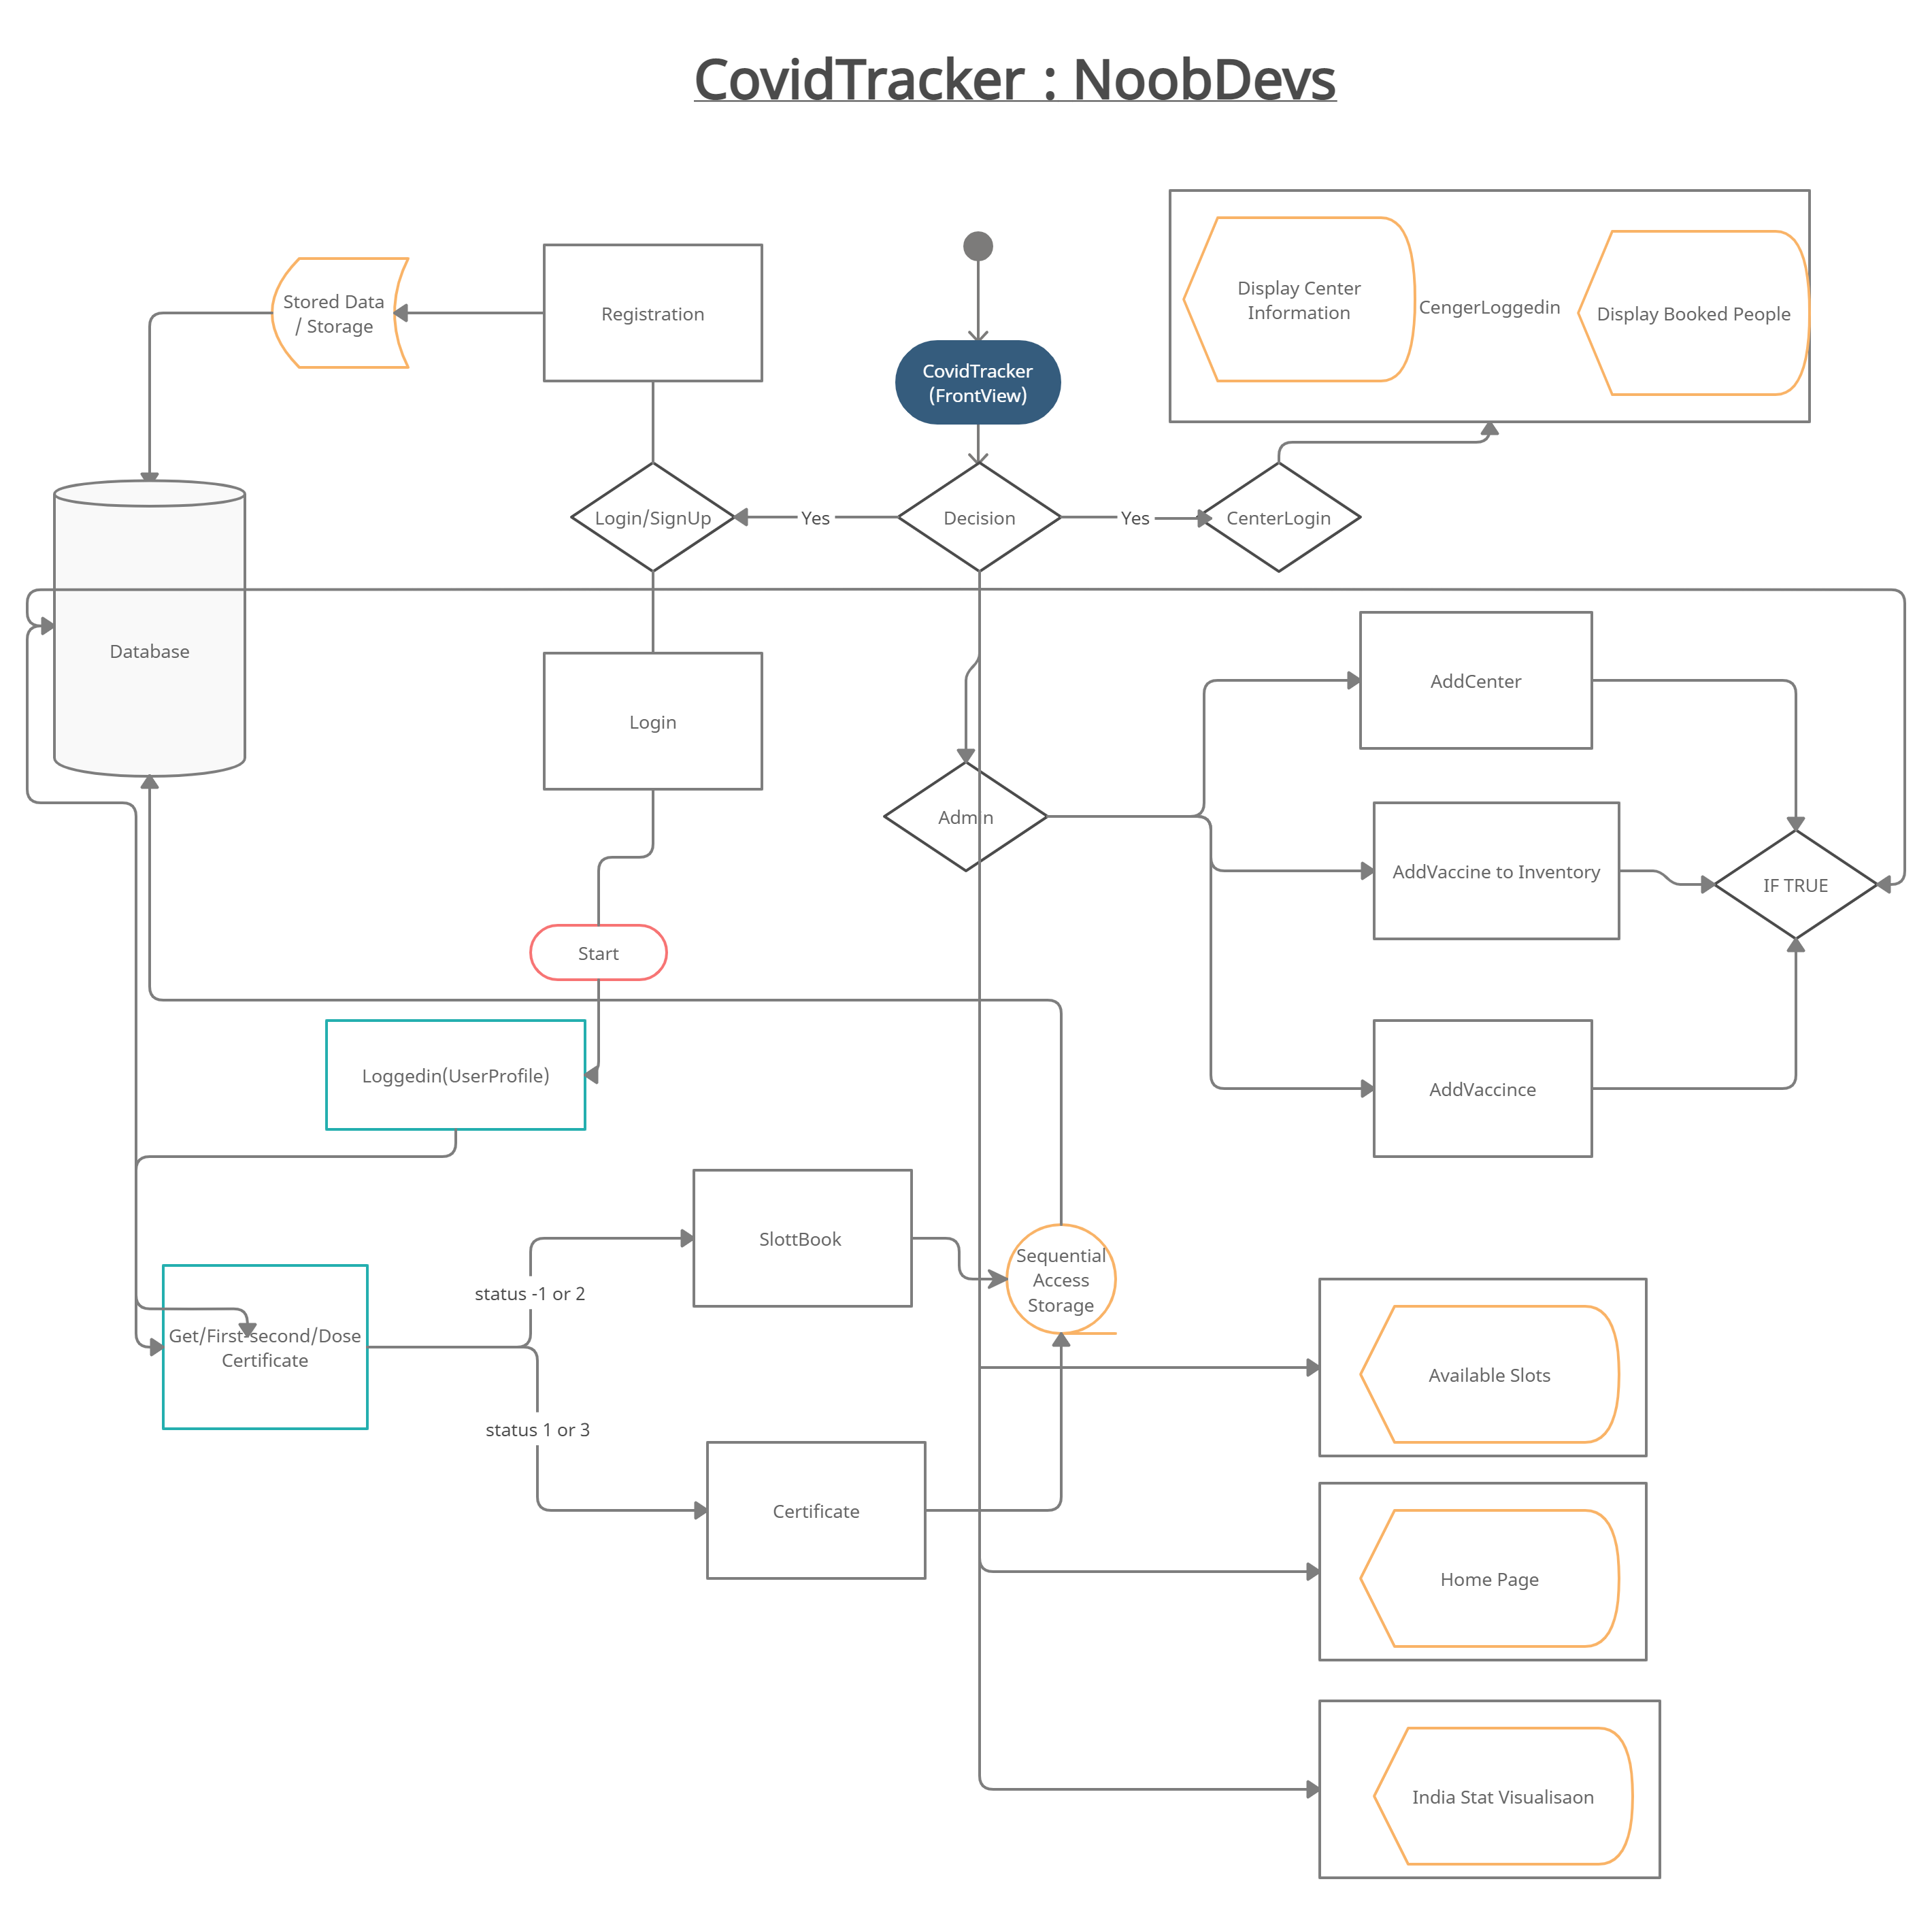 CovidTracker : NoobDevs
Stored Data
/ Storage
Registration
CovidTracker
(FrontView)
Display Center
Information
CengerLoggedin
Display Booked People
Login/SignUp
Yes
Decision
Yes
CenterLogin
Database
Login
AddCenter
Admin
AddVaccine to Inventory
IF TRUE
Start
Loggedin(UserProfile)
AddVaccince
SlottBook
Sequential
Access
Storage
status -1 or 2
Get/First-second/Dose
Certificate
Available Slots
status 1 or 3
Certificate
Home Page
India Stat Visualisaon